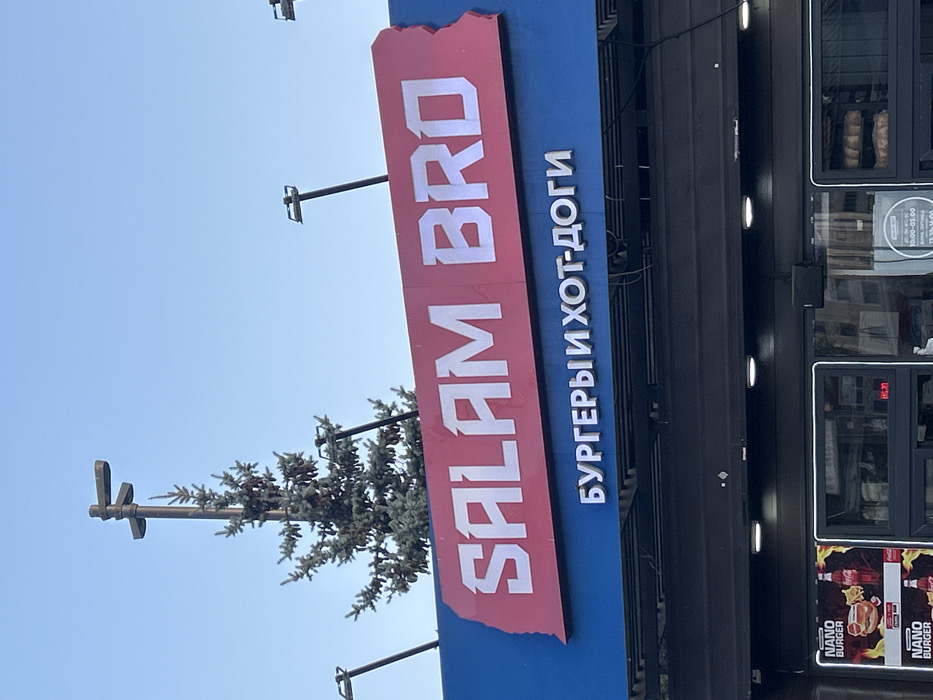 SALAM BRO
БУРГЕРЫ И ХОТ-ДОГИ
NANO
BURGER
NANO
BURGER